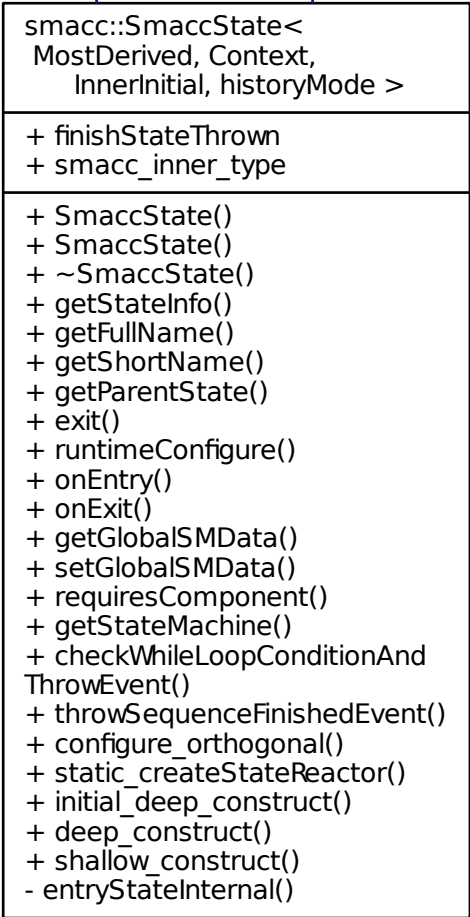 smacc::SmaccState<
MostDerived, Context,
InnerInitial, historyMode >
+ finishStateThrown
+ smacc_inner_type
+ SmaccState()
+ SmaccState()
+ ~SmaccState()
+ getStateInfo()
+ getFullName()
+ getShortName()
+ getParentState()
+ exit()
+ runtimeConfigure()
+ onEntry()
+ onExit()
+ getGlobalSMData()
+ setGlobalSMData()
+ requiresComponent()
+ getStateMachine()
+ checkWhileLoopConditionAnd
ThrowEvent()
+ throwSequenceFinishedEvent()
+ configure_orthogonal()
+ static_createStateReactor()
+ initial_deep_construct()
+ deep_construct()
+ shallow_construct()
- entryStateInternal()